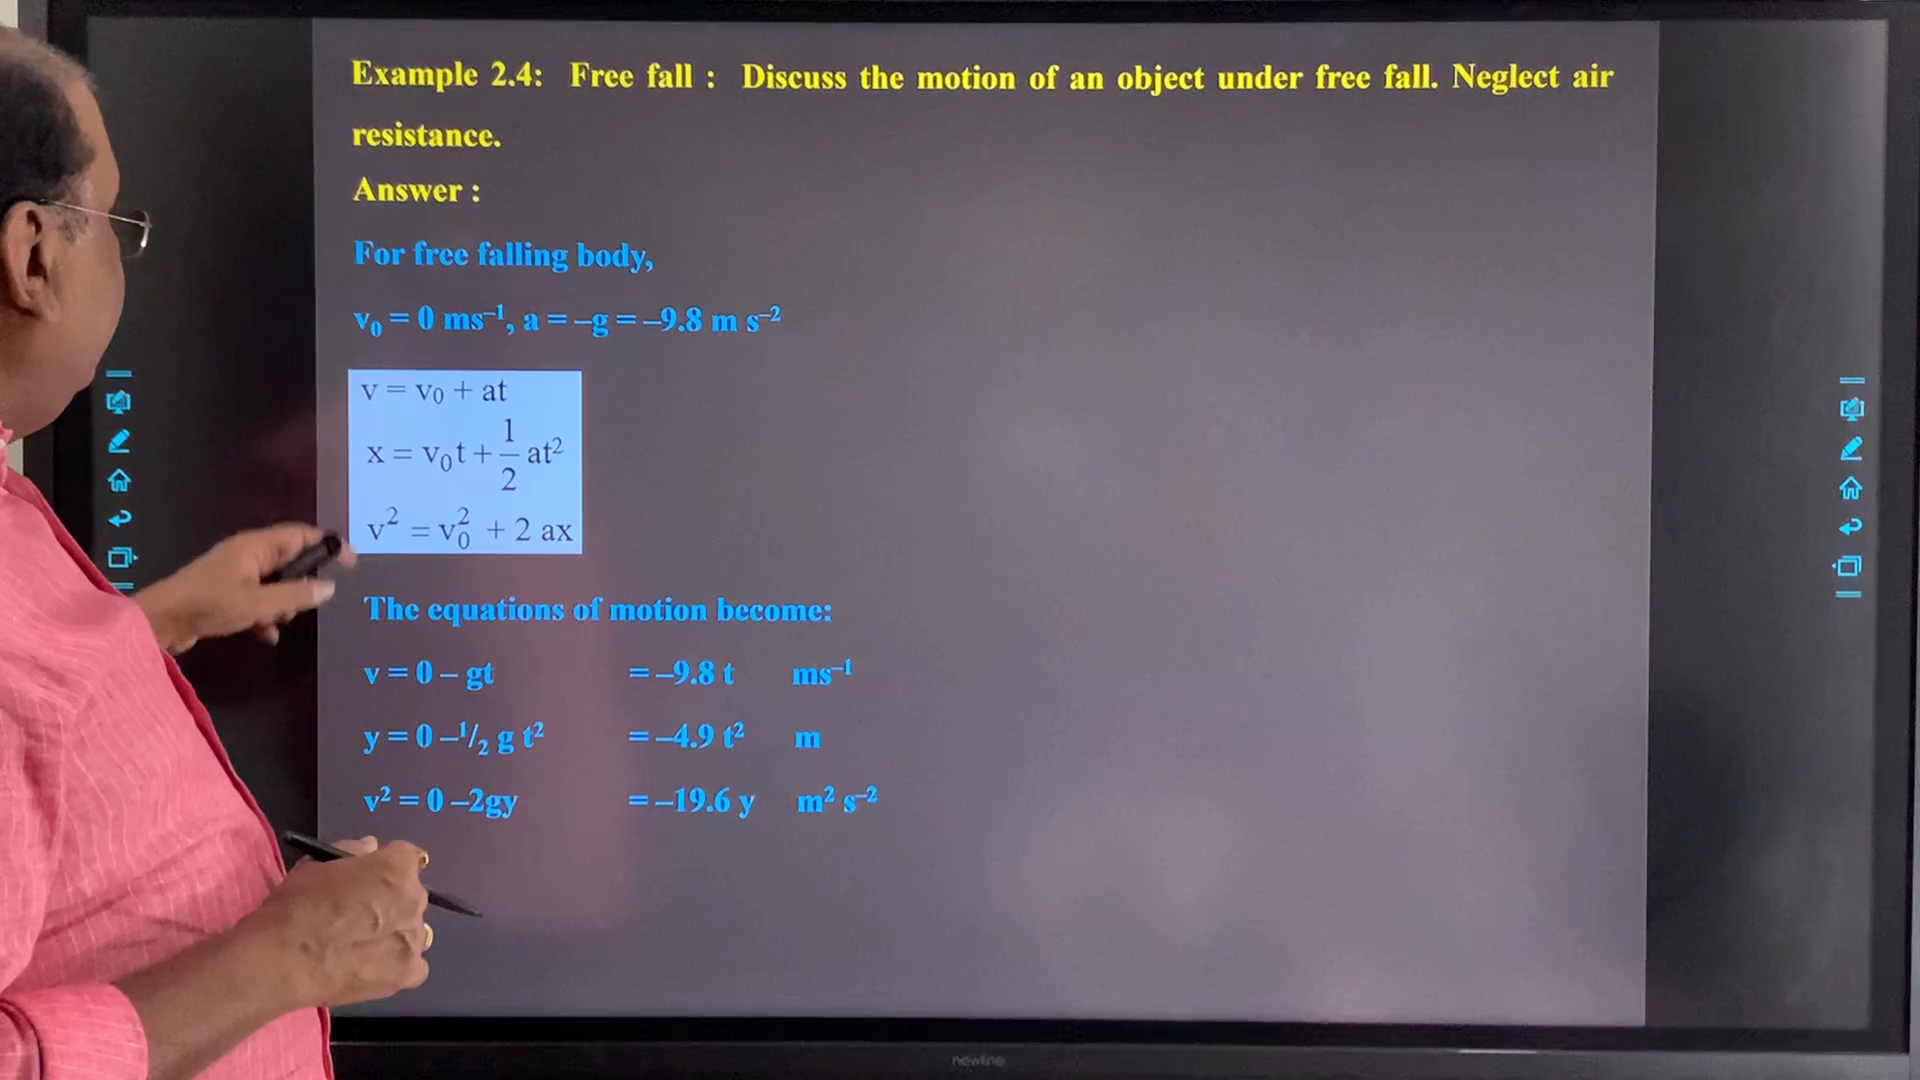 Example 2.4: Free fall : Discuss the motion of an object under free fall. Neglect air
resistance.
Answer :
For free falling body,
v₀ = 0 ms⁻¹, a = –g = –9.8 m s⁻²
v = v₀ + at
x = v₀t + 1/2 at²
v² = v₀² + 2 ax
The equations of motion become:
v = 0 – gt = –9.8 t ms⁻¹
y = 0 –¹/₂ g t² = –4.9 t² m
v² = 0 –2gy = –19.6 y m² s⁻²
newline